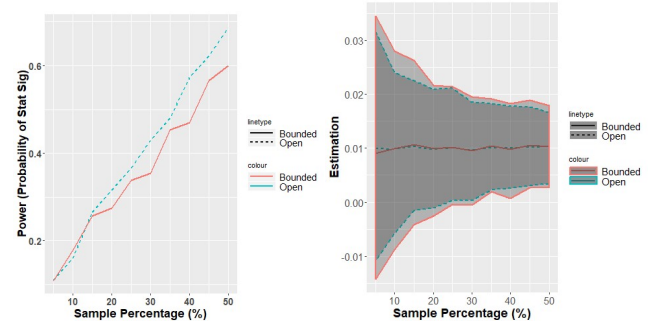 Power (Probability of Stat Sig)
0.6
0.4
0.2
10 20 30 40 50
Sample Percentage (%)
linetype
Bounded
Open
colour
Bounded
Open
Estimation
0.03
0.02
0.01
0.00
-0.01
10 20 30 40 50
Sample Percentage (%)
linetype
Bounded
Open
colour
Bounded
Open